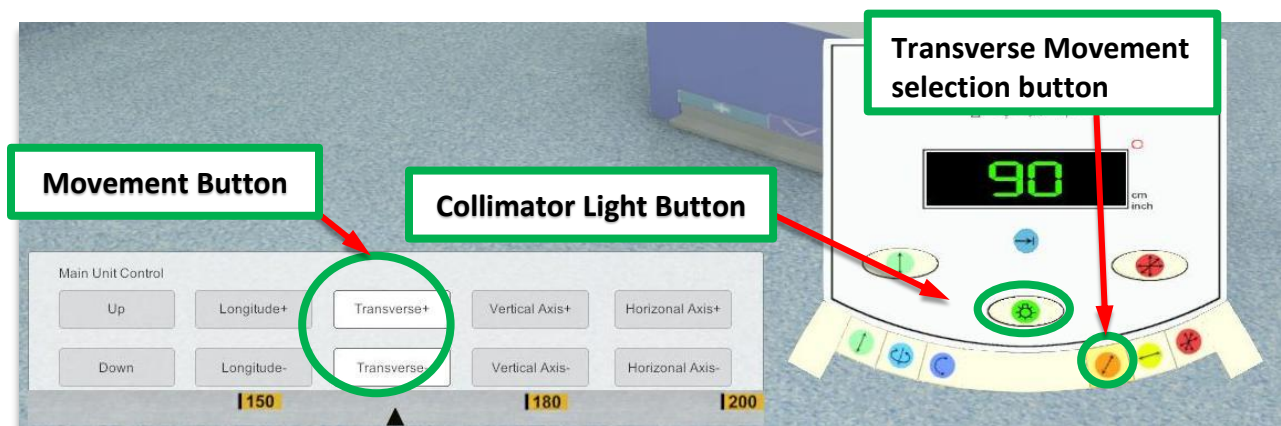 Transverse Movement
selection button
90
cm
inch
Movement Button
Collimator Light Button
Main Unit Control
Up
Longitude+
Transverse+
Vertical Axis+
Horizonal Axis+
Down
Longitude-
Transverse-
Vertical Axis-
Horizonal Axis-
150
180
200